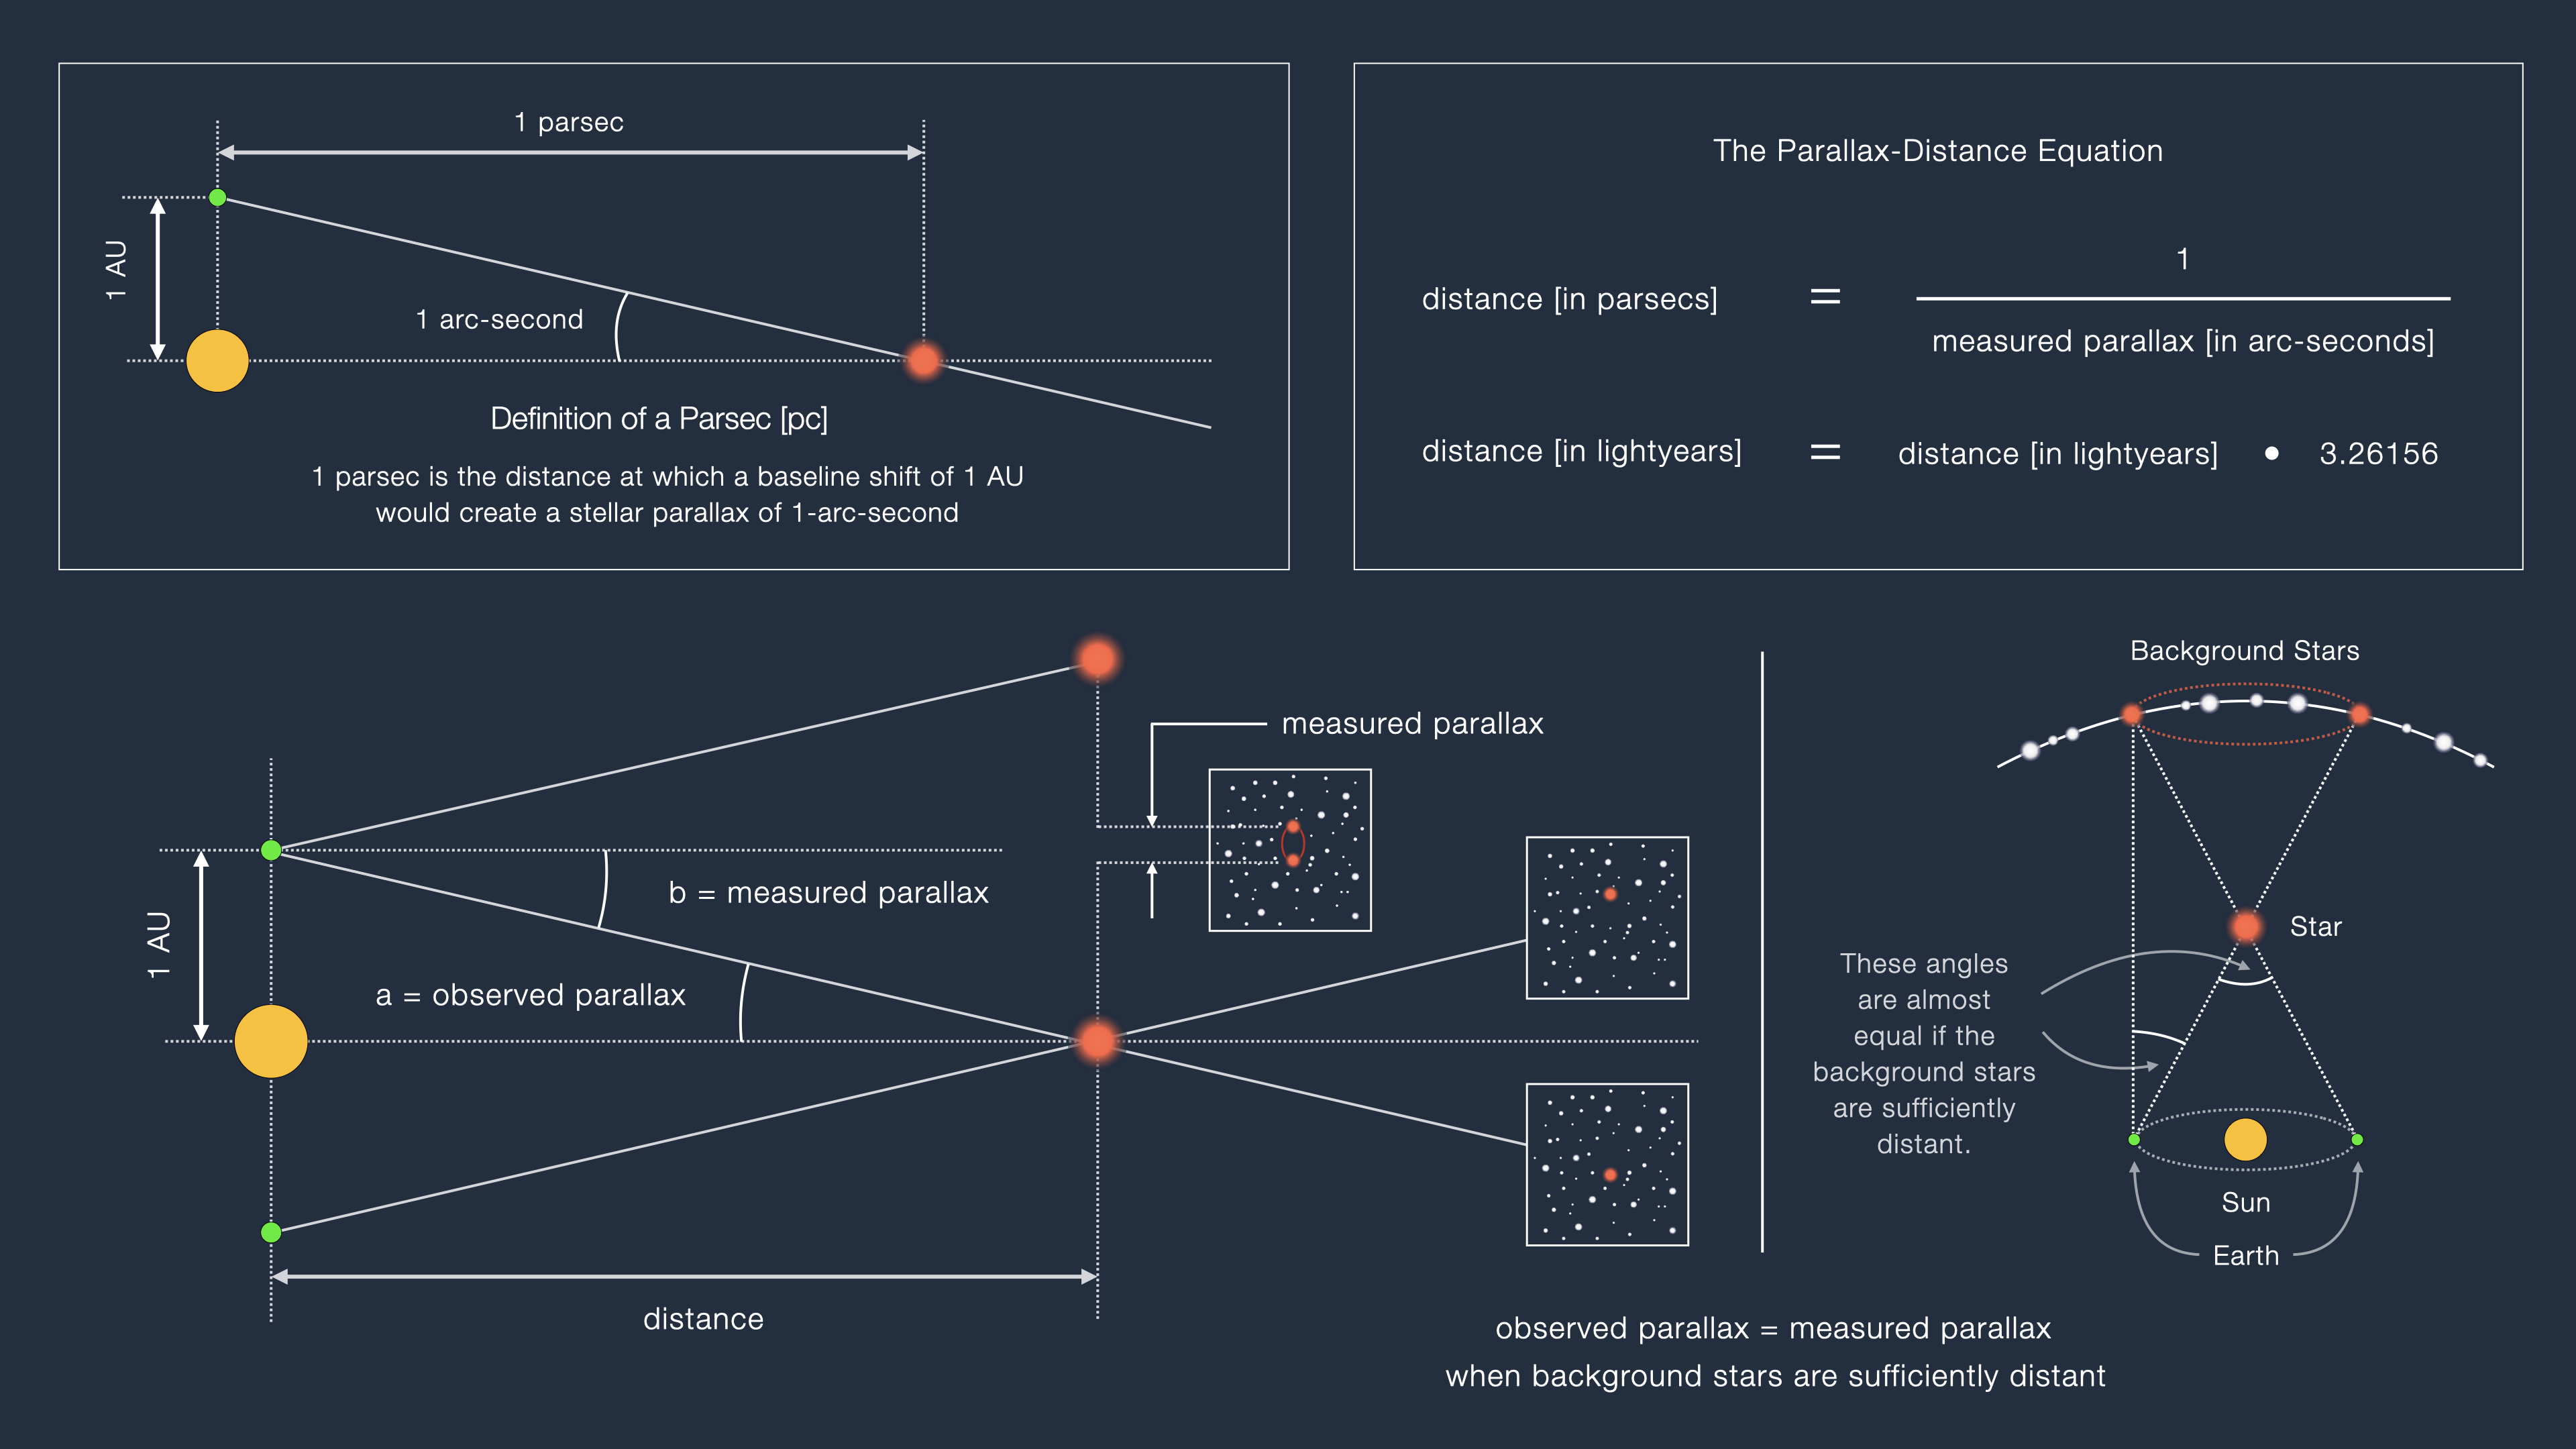 1 parsec
1 AU
1 arc-second
Definition of a Parsec [pc]
1 parsec is the distance at which a baseline shift of 1 AU
would create a stellar parallax of 1-arc-second
The Parallax-Distance Equation
distance [in parsecs] = 1
measured parallax [in arc-seconds]
distance [in lightyears] = distance [in lightyears] • 3.26156
measured parallax
b = measured parallax
1 AU
a = observed parallax
distance
Background Stars
Star
These angles
are almost
equal if the
background stars
are sufficiently
distant.
Sun
Earth
observed parallax = measured parallax
when background stars are sufficiently distant